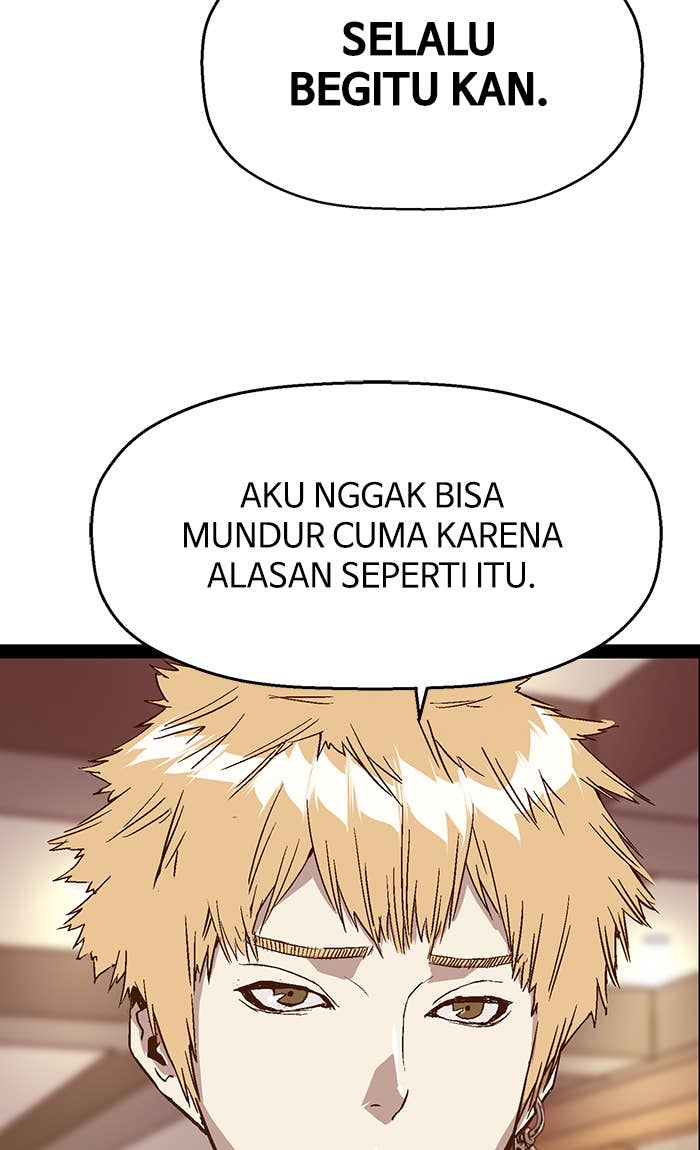 SELALU
BEGITU KAN.
AKU NGGAK BISA
MUNDUR CUMA KARENA
ALASAN SEPERTI ITU.